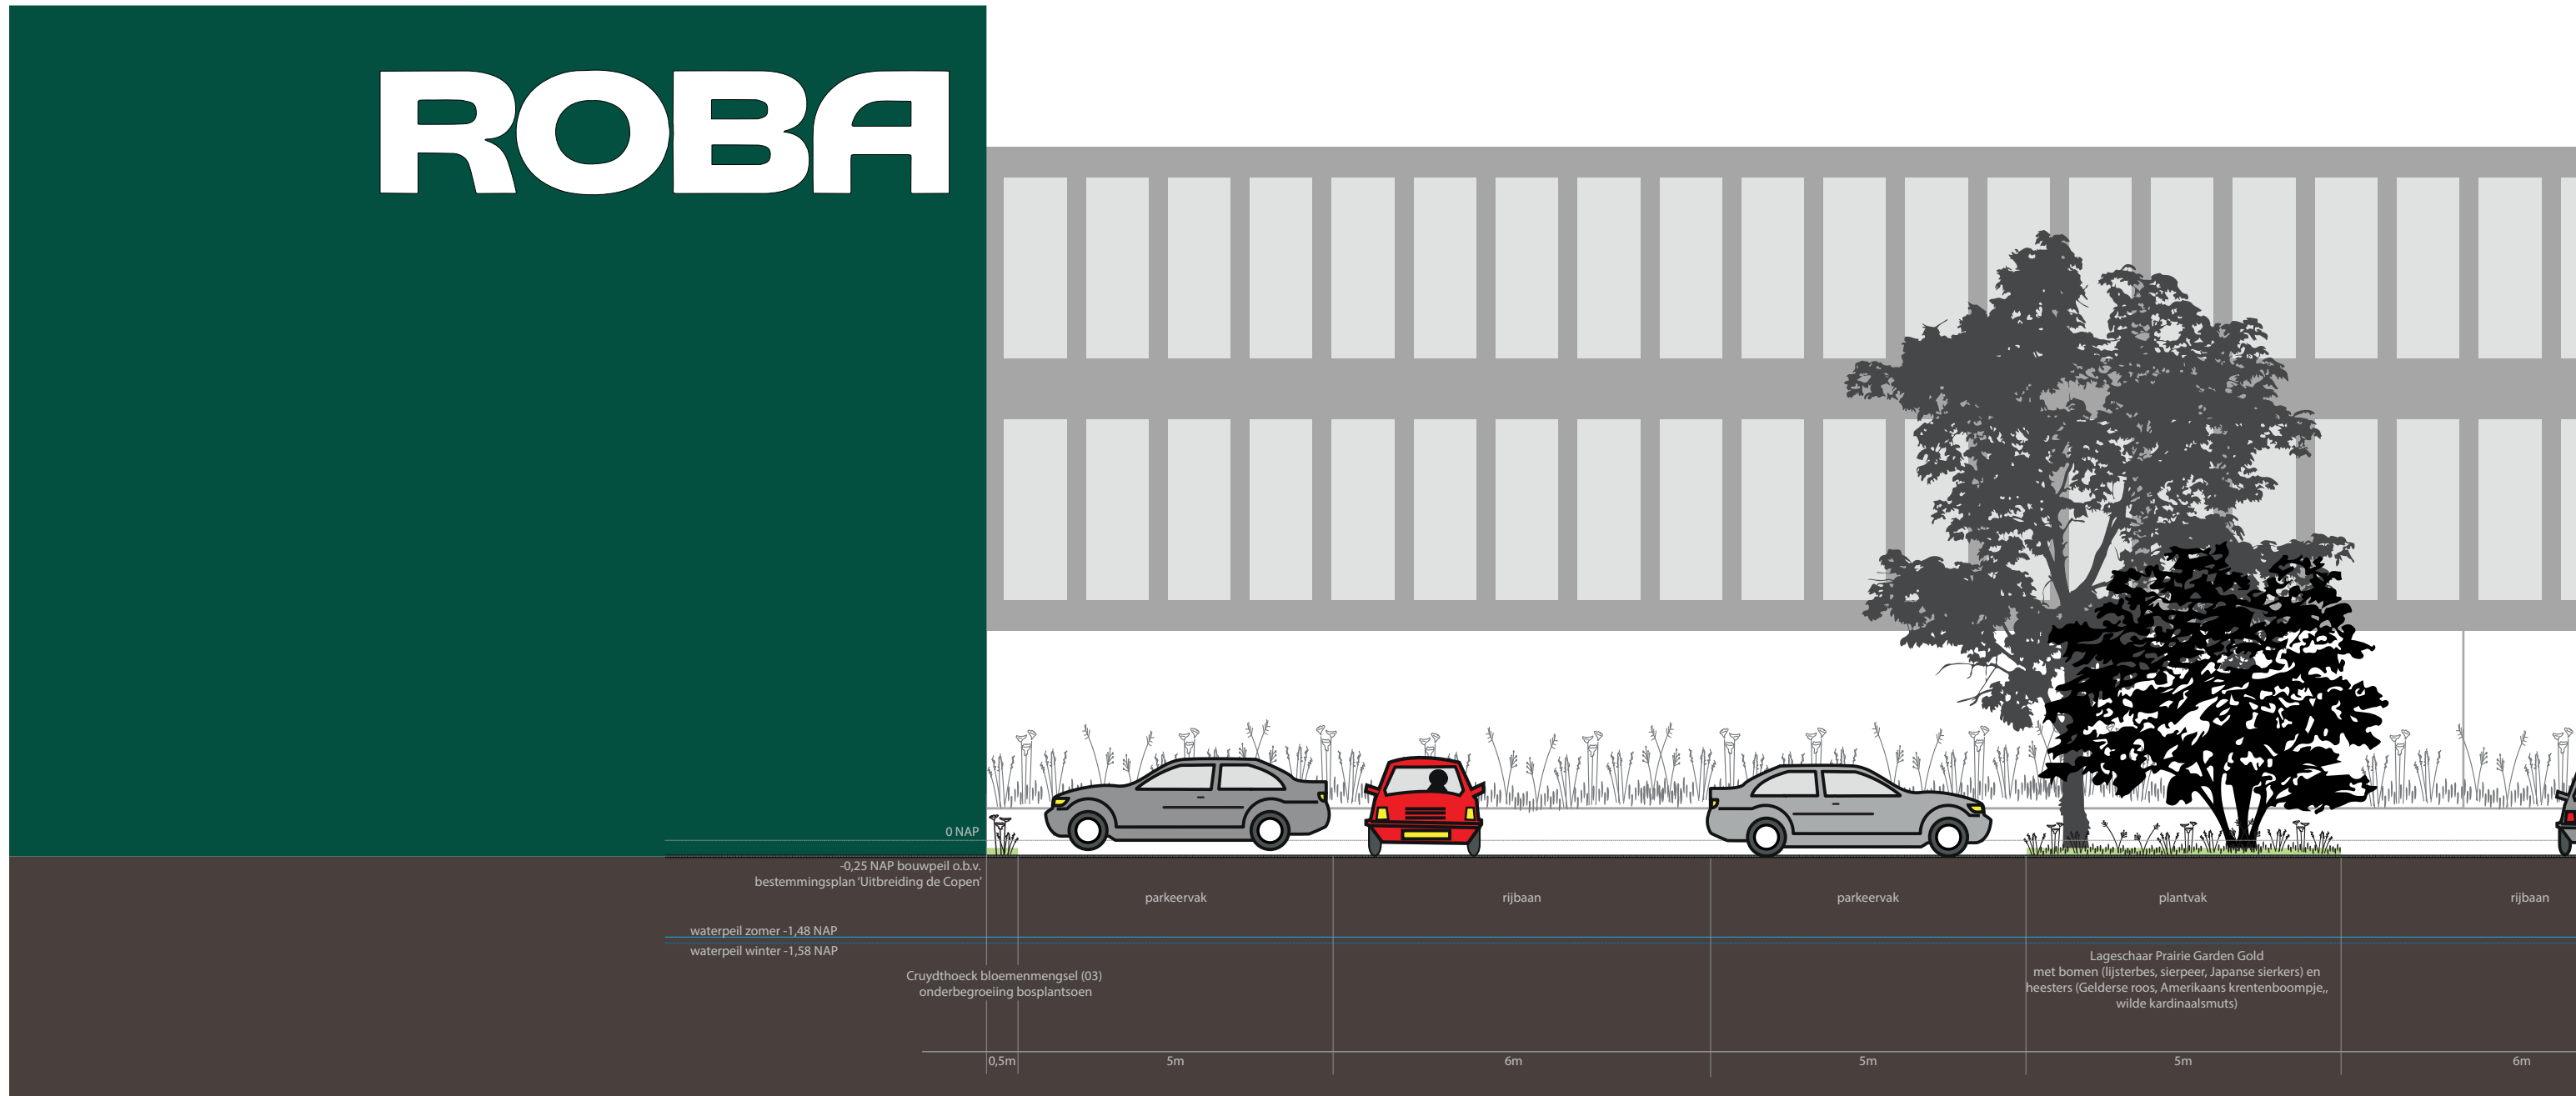 ROBA
0 NAP
-0,25 NAP bouwpeil o.b.v.
bestemmingsplan 'Uitbreiding de Copen'
parkeervak
rijbaan
parkeervak
plantvak
rijbaan
waterpeil zomer -1,48 NAP
waterpeil winter -1,58 NAP
Cruydthoeck bloemenmengsel (03)
onderbegroeiing bosplantsoen
Lageschaar Prairie Garden Gold
met bomen (lijsterbes, sierpeer, Japanse sierkers) en
heesters (Gelderse roos, Amerikaans krentenboompje,,
wilde kardinaalsmuts)
0,5m
5m
6m
5m
5m
6m